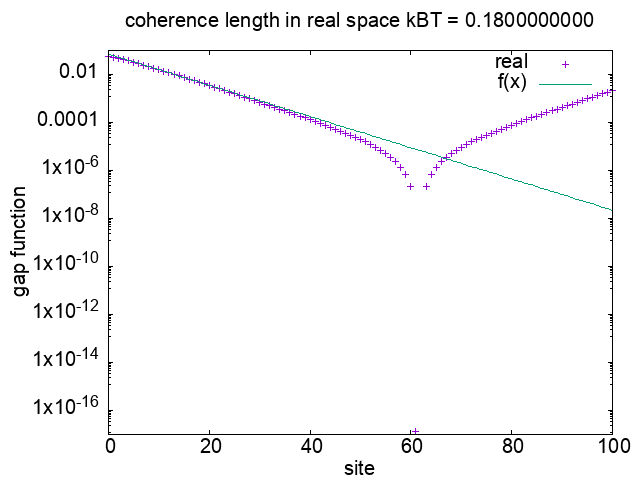 coherence length in real space kBT = 0.1800000000
real
f(x)
gap function
0.01
0.0001
1x10^-6
1x10^-8
1x10^-10
1x10^-12
1x10^-14
1x10^-16
0 20 40 60 80 100
site